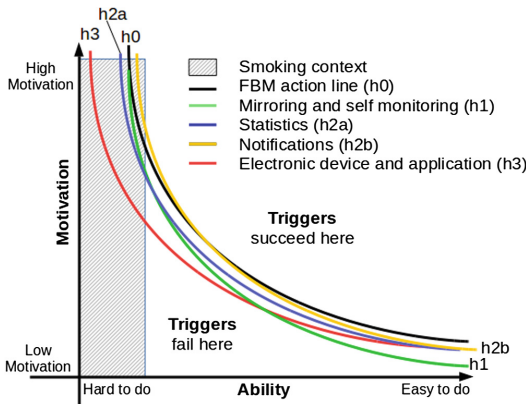 h2a
h3
h0
High
Motivation
Smoking context
FBM action line (h0)
Mirroring and self monitoring (h1)
Statistics (h2a)
Notifications (h2b)
Electronic device and application (h3)
Motivation
Triggers
succeed here
Triggers
fail here
Low
Motivation
h2b
h1
Hard to do
Ability
Easy to do